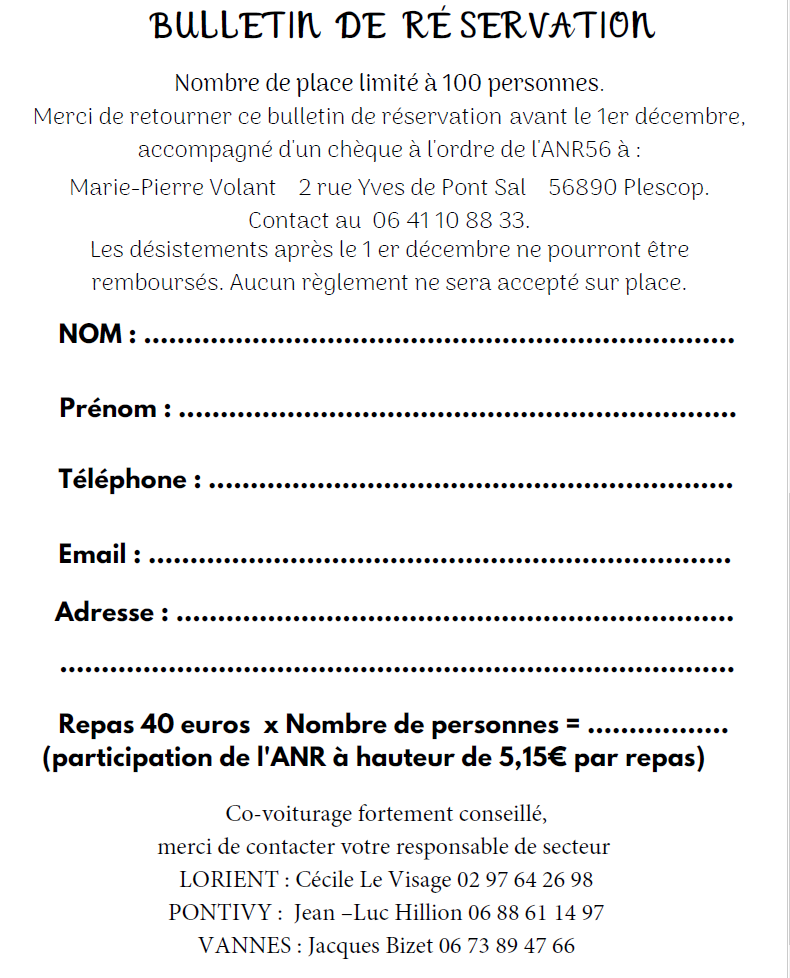 BULLETIN DE RÉSERVATION
Nombre de place limité à 100 personnes.
Merci de retourner ce bulletin de réservation avant le 1er décembre,
accompagné d'un chèque à l'ordre de l'ANR56 à :
Marie-Pierre Volant 2 rue Yves de Pont Sal 56890 Plescop.
Contact au 06 41 10 88 33.
Les désistements après le 1 er décembre ne pourront être
remboursés. Aucun règlement ne sera accepté sur place.
NOM : ........................................................................
Prénom : ....................................................................
Téléphone : ................................................................
Email : .......................................................................
Adresse : ....................................................................
..................................................................................
Repas 40 euros x Nombre de personnes = .................
(participation de l'ANR à hauteur de 5,15€ par repas)
Co-voiturage fortement conseillé,
merci de contacter votre responsable de secteur
LORIENT : Cécile Le Visage 02 97 64 26 98
PONTIVY : Jean –Luc Hillion 06 88 61 14 97
VANNES : Jacques Bizet 06 73 89 47 66